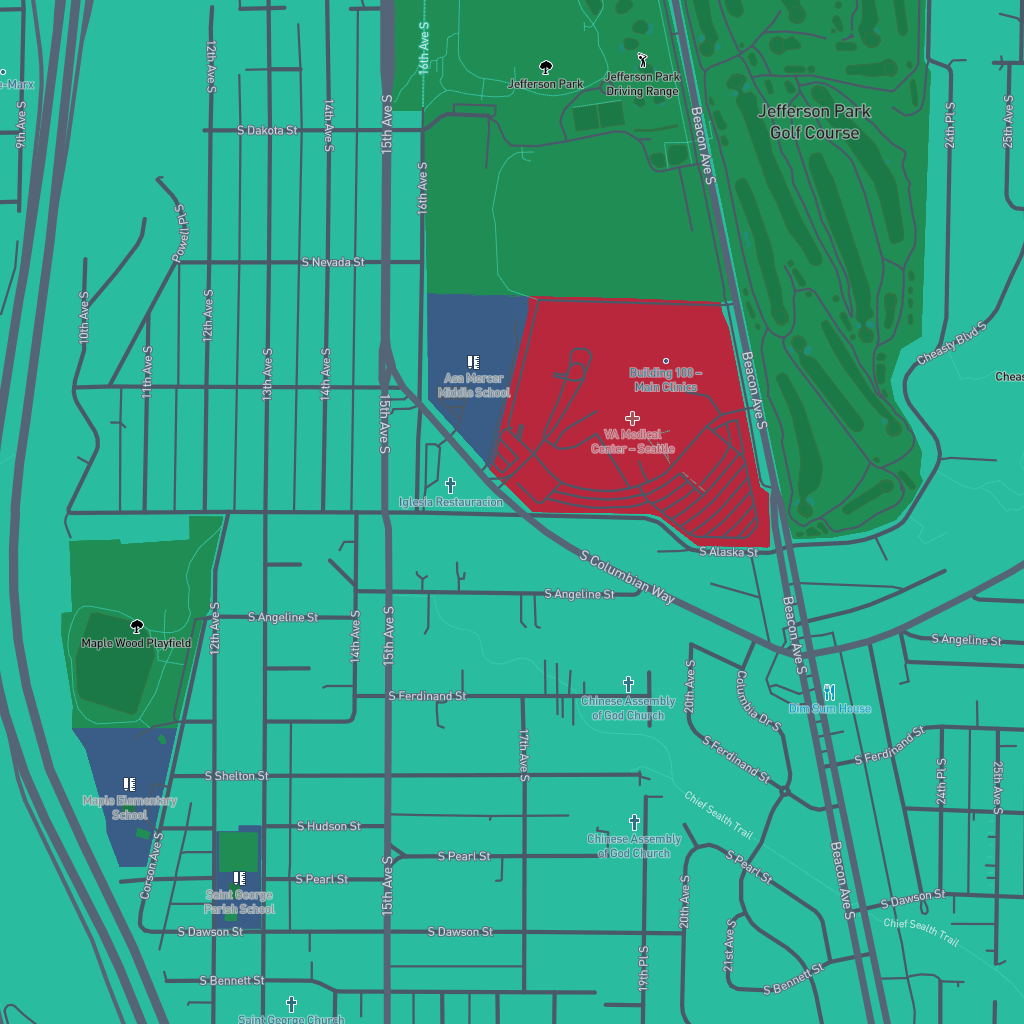 16th Ave S
12th Ave S
Jefferson Park
Jefferson Park
Driving Range
e-Marx
9th Ave S
S Dakota St
14th Ave S
15th Ave S
Beacon Ave S
Jefferson Park
Golf Course
24th Pl S
25th Ave S
16th Ave S
Powell Pl S
S Nevada St
10th Ave S
12th Ave S
11th Ave S
13th Ave S
14th Ave S
15th Ave S
Asa Mercer
Middle School
Building 100 –
Main Clinics
VA Medical
Center – Seattle
Beacon Ave S
Cheasty Blvd S
Cheas
Iglesia Restauracion
S Alaska St
S Columbian Way
S Angeline St
S Angeline St
12th Ave S
14th Ave S
15th Ave S
Beacon Ave S
S Angeline St
Maple Wood Playfield
S Ferdinand St
Chinese Assembly
of God Church
20th Ave S
Columbia Dr S
Dim Sum House
17th Ave S
S Ferdinand St
S Ferdinand St
24th Pl S
25th Ave S
S Shelton St
Maple Elementary
School
Chief Sealth Trail
S Hudson St
Chinese Assembly
of God Church
Corson Ave S
S Pearl St
S Pearl St
S Pearl St
15th Ave S
Saint George
Parish School
20th Ave S
Beacon Ave S
S Dawson St
Chief Sealth Trail
S Dawson St
S Dawson St
21st Ave S
19th Pl S
S Bennett St
S Bennett St
Saint George Church